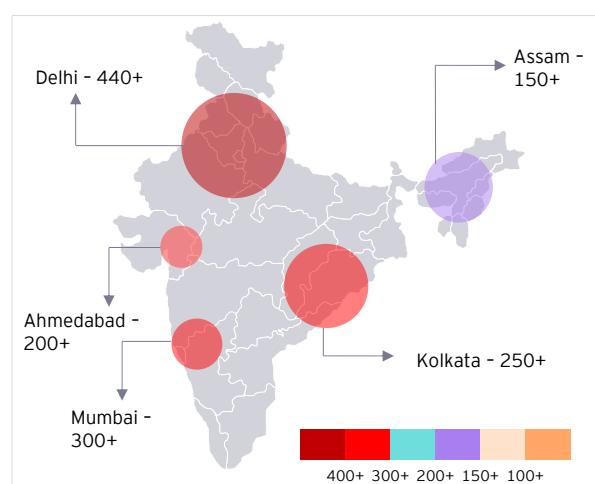 Delhi – 440+
Assam –
150+
Ahmedabad –
200+
Kolkata – 250+
Mumbai –
300+
400+ 300+ 200+ 150+ 100+